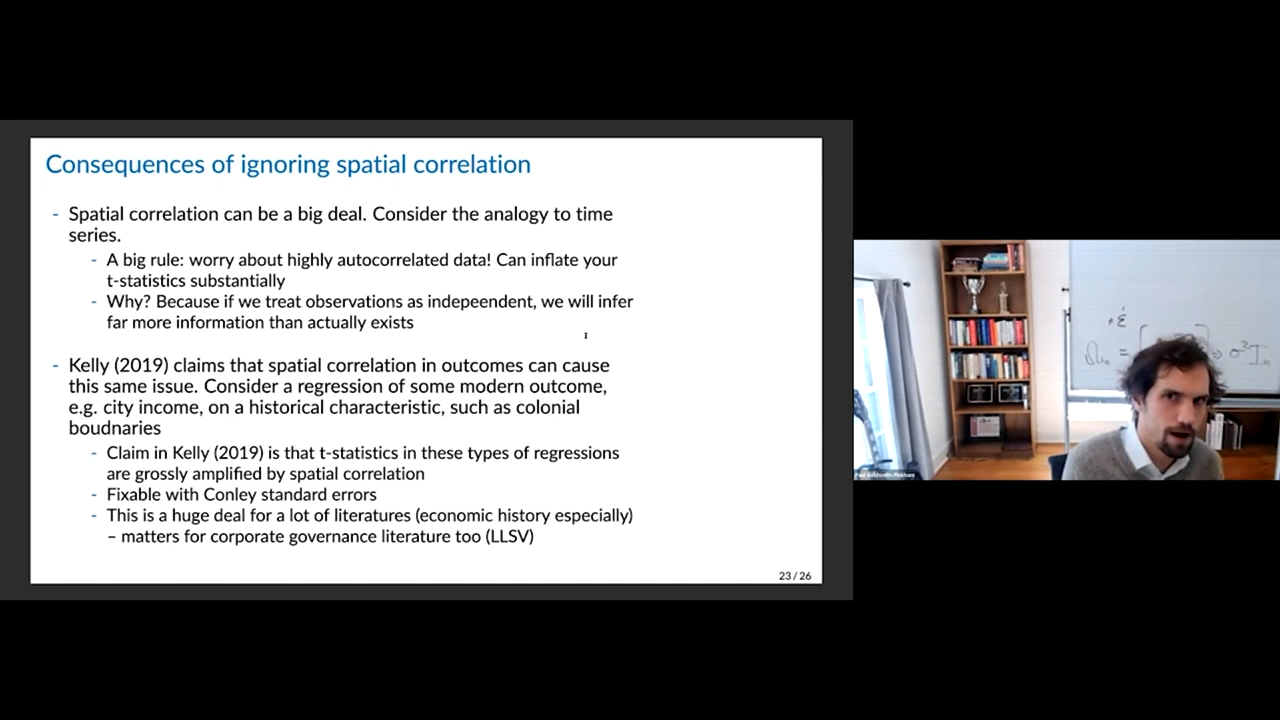 Consequences of ignoring spatial correlation
- Spatial correlation can be a big deal. Consider the analogy to time
series.
- A big rule: worry about highly autocorrelated data! Can inflate your
t-statistics substantially
- Why? Because if we treat observations as indepeendent, we will infer
far more information than actually exists
- Kelly (2019) claims that spatial correlation in outcomes can cause
this same issue. Consider a regression of some modern outcome,
e.g. city income, on a historical characteristic, such as colonial
boudnaries
- Claim in Kelly (2019) is that t-statistics in these types of regressions
are grossly amplified by spatial correlation
- Fixable with Conley standard errors
- This is a huge deal for a lot of literatures (economic history especially)
– matters for corporate governance literature too (LLSV)
23 / 26
Paul Goldsmith-Pinkham